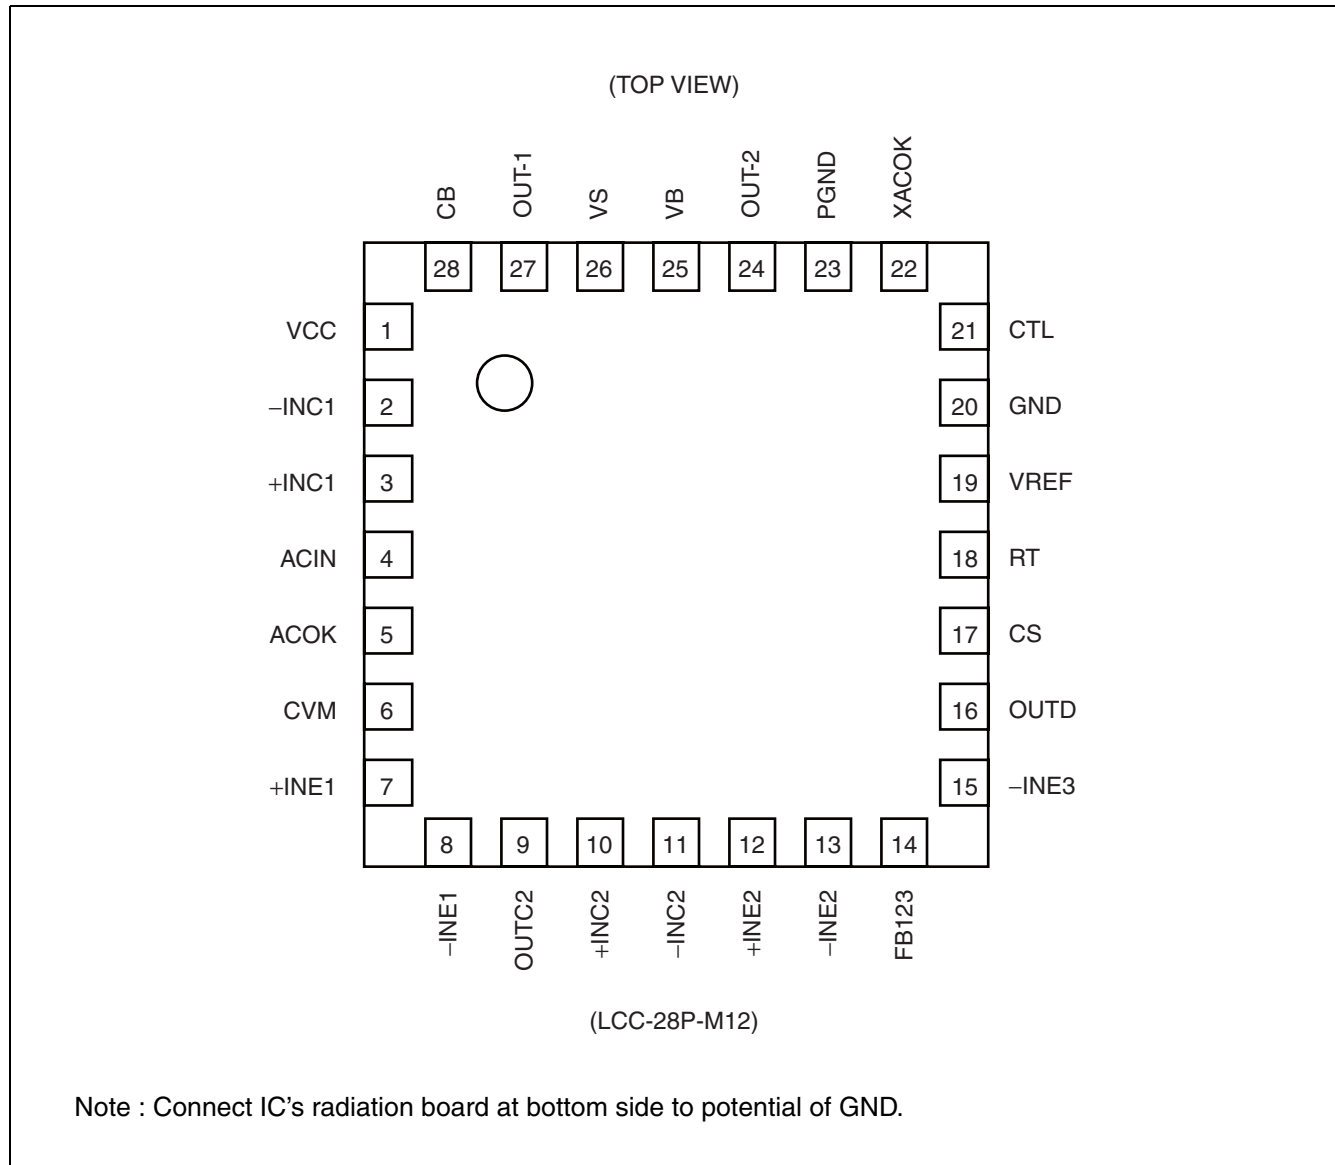 (TOP VIEW)
CB
OUT-1
VS
VB
OUT-2
PGND
XACOK
28 27 26 25 24 23 22
VCC 1 21 CTL
−INC1 2 20 GND
+INC1 3 19 VREF
ACIN 4 18 RT
ACOK 5 17 CS
CVM 6 16 OUTD
+INE1 7 15 −INE3
8 9 10 11 12 13 14
−INE1
OUTC2
+INC2
−INC2
+INE2
−INE2
FB123
(LCC-28P-M12)
Note : Connect IC’s radiation board at bottom side to potential of GND.